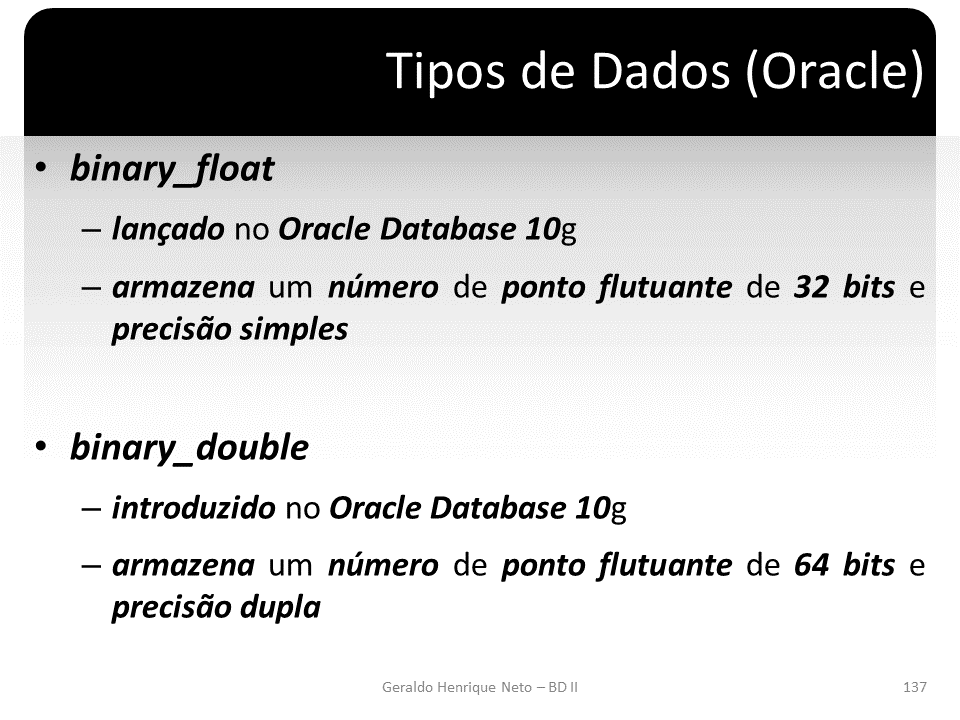 Tipos de Dados (Oracle)
• binary_float
– lançado no Oracle Database 10g
– armazena um número de ponto flutuante de 32 bits e
precisão simples
• binary_double
– introduzido no Oracle Database 10g
– armazena um número de ponto flutuante de 64 bits e
precisão dupla
Geraldo Henrique Neto – BD II
137